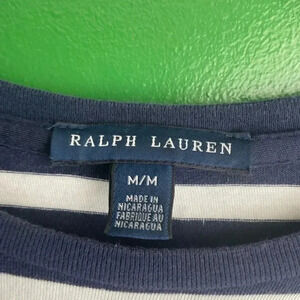 RALPH LAUREN
M/M
MADE IN
NICARAGUA
FABRIQUÉ AU
NICARAGUA